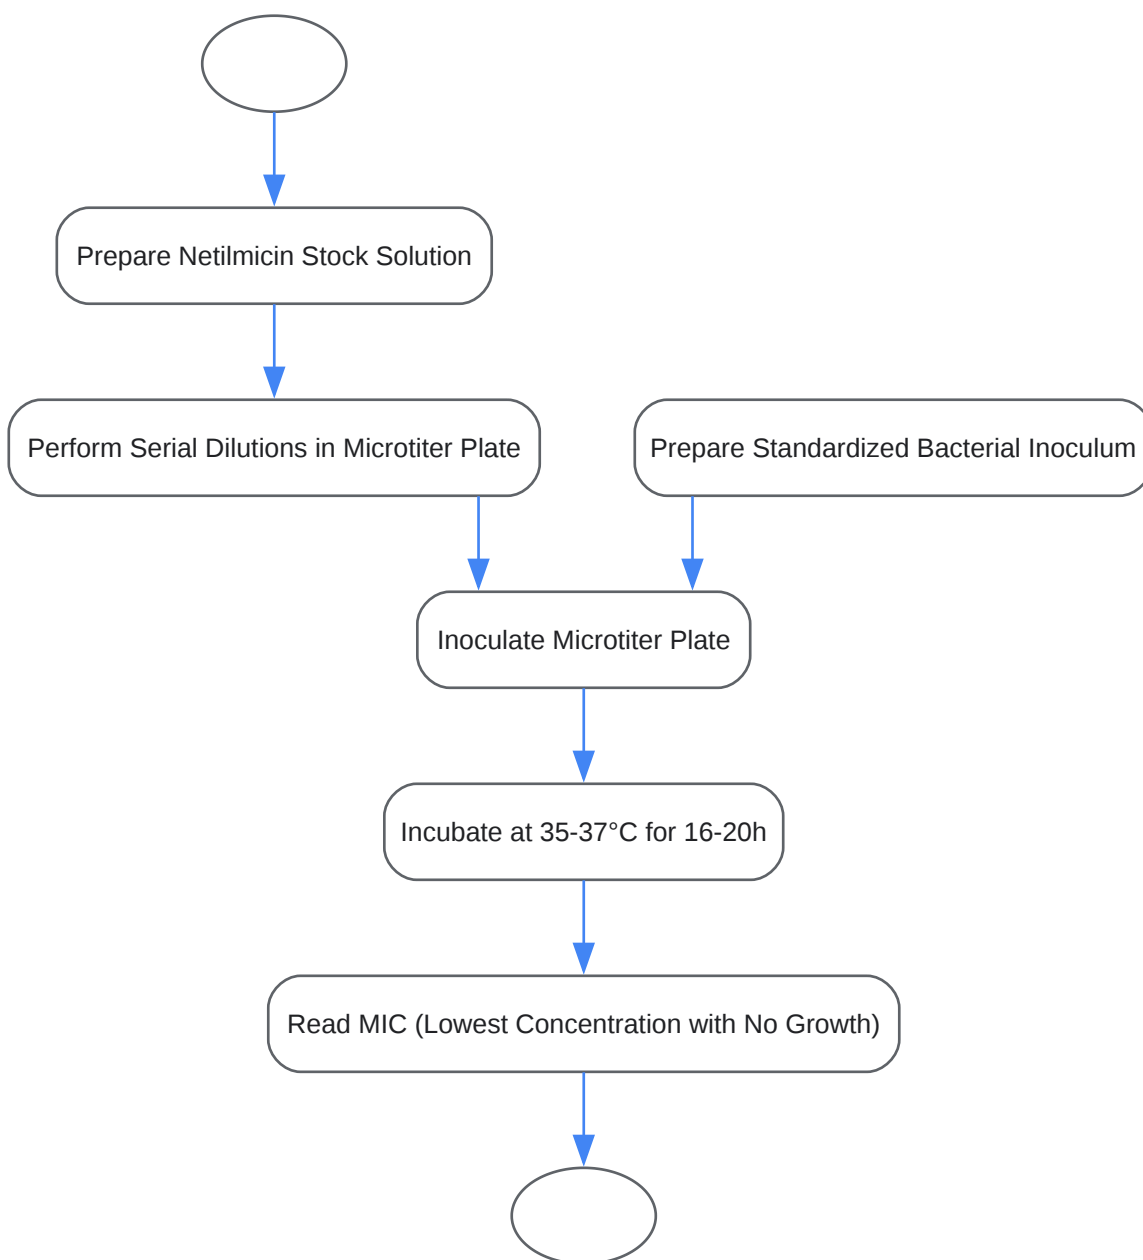 Prepare Netilmicin Stock Solution
Perform Serial Dilutions in Microtiter Plate
Prepare Standardized Bacterial Inoculum
Inoculate Microtiter Plate
Incubate at 35-37°C for 16-20h
Read MIC (Lowest Concentration with No Growth)